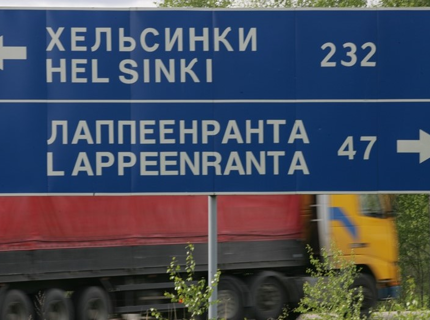 ХЕЛЬСИНКИ 232
HELSINKI
ЛАППЕЕНРАНТА 47
LAPPEENRANTA